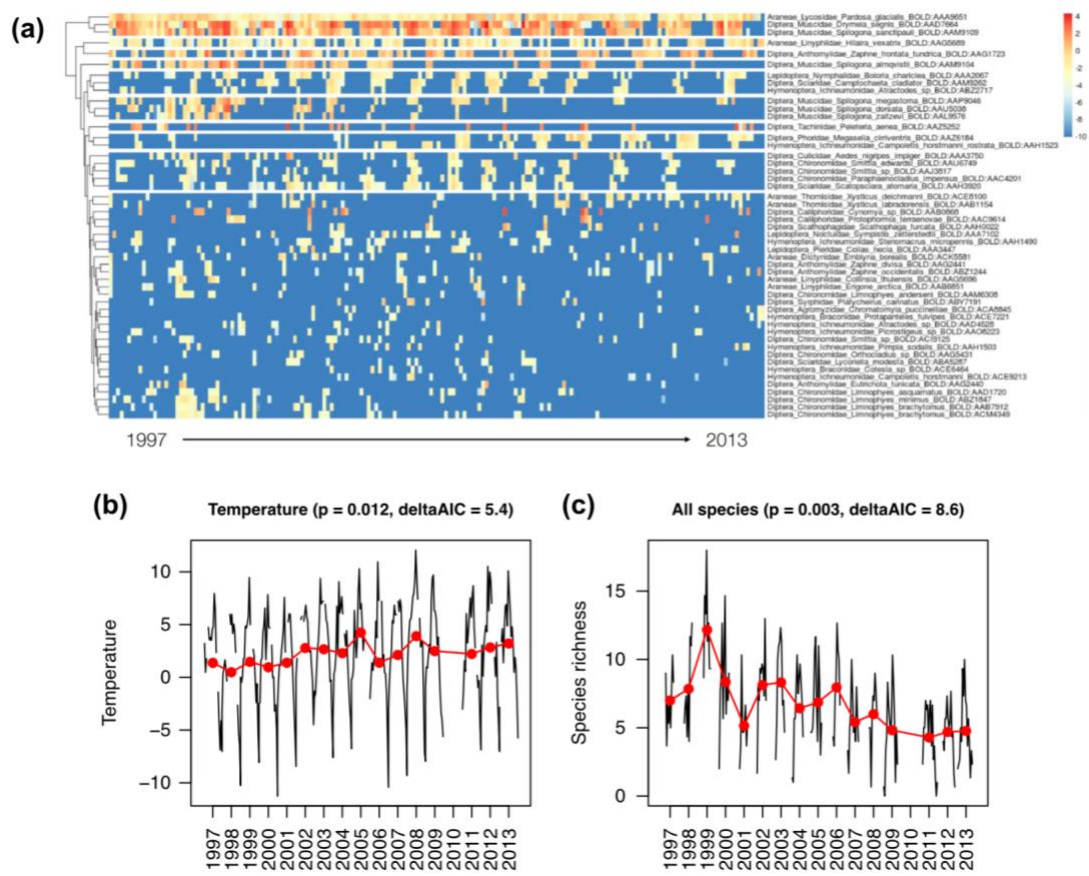 (a)
Araneae_Lycosidae_Pardosa_glacialis_BOLD:AAA9651
Diptera_Muscidae_Drymeia_segnis_BOLD:AAD7664
Diptera_Muscidae_Spilogona_sanctipauli_BOLD:AAM9109
Araneae_Linyphiidae_Hilaira_vexatrix_BOLD:AAG5689
Diptera_Anthomyiidae_Zaphne_frontata_tundrica_BOLD:AAG1723
Diptera_Muscidae_Spilogona_almqvistii_BOLD:AAM9104
Lepidoptera_Nymphalidae_Boloria_chariclea_BOLD:AAA2067
Diptera_Sciaridae_Camptochaeta_cladiator_BOLD:AAM9262
Hymenoptera_Ichneumonidae_Atractodes_sp_BOLD:ABZ2717
Diptera_Muscidae_Spilogona_megastoma_BOLD:AAP9046
Diptera_Muscidae_Spilogona_dorsata_BOLD:AAU5038
Diptera_Muscidae_Spilogona_zaitzevi_BOLD:AAL9576
Diptera_Tachinidae_Peleteria_aenea_BOLD:AAZ5252
Diptera_Phoridae_Megaselia_cirriventris_BOLD:AAZ6184
Hymenoptera_Ichneumonidae_Campoletis_horstmanni_rostrata_BOLD:AAH1523
Diptera_Culicidae_Aedes_nigripes_impiger_BOLD:AAA3750
Diptera_Chironomidae_Smittia_edwardsi_BOLD:AAU6749
Diptera_Chironomidae_Smittia_sp_BOLD:AAJ3817
Diptera_Chironomidae_Paraphaenocladius_impensus_BOLD:AAC4201
Diptera_Sciaridae_Scatopsciara_atomaria_BOLD:AAH3920
Araneae_Thomisidae_Xysticus_deichmanni_BOLD:ACE8100
Araneae_Thomisidae_Xysticus_labradorensis_BOLD:AAB1154
Diptera_Calliphoridae_Cynomya_sp_BOLD:AAB0868
Diptera_Calliphoridae_Protophormia_terraenovae_BOLD:AAC9614
Diptera_Scathophagidae_Scathophaga_furcata_BOLD:AAH0022
Lepidoptera_Noctuidae_Sympistis_zetterstedtii_BOLD:AAA7102
Hymenoptera_Ichneumonidae_Stenomacrus_micropennis_BOLD:AAH1490
Lepidoptera_Pieridae_Colias_hecla_BOLD:AAA3447
Araneae_Dictynidae_Emblyna_borealis_BOLD:ACK5581
Diptera_Anthomyiidae_Zaphne_divisa_BOLD:AAG2441
Diptera_Anthomyiidae_Zaphne_occidentalis_BOLD:ABZ1244
Araneae_Linyphiidae_Collinsia_thulensis_BOLD:AAG5696
Araneae_Linyphiidae_Erigone_arctica_BOLD:AAB6851
Diptera_Chironomidae_Limnophyes_anderseni_BOLD:AAM6308
Diptera_Syrphidae_Platycheirus_carinatus_BOLD:ABY7191
Diptera_Agromyzidae_Chromatomyia_puccinelliae_BOLD:ACA8845
Hymenoptera_Braconidae_Protapanteles_fulvipes_BOLD:ACE7221
Hymenoptera_Ichneumonidae_Atractodes_sp_BOLD:AAD4528
Hymenoptera_Ichneumonidae_Picrostigeus_sp_BOLD:AAO8223
Diptera_Chironomidae_Smittia_sp_BOLD:ACI9125
Hymenoptera_Ichneumonidae_Pimpla_sodalis_BOLD:AAH1503
Diptera_Chironomidae_Orthocladius_sp_BOLD:AAG5431
Diptera_Sciaridae_Lycoriella_modesta_BOLD:ABA5287
Hymenoptera_Braconidae_Cotesia_sp_BOLD:ACE6464
Hymenoptera_Ichneumonidae_Campoletis_horstmanni_BOLD:ACE9213
Diptera_Anthomyiidae_Eutrichota_tunicata_BOLD:AAG2440
Diptera_Chironomidae_Limnophyes_asquamatus_BOLD:AAD1720
Diptera_Chironomidae_Limnophyes_minimus_BOLD:ABZ1847
Diptera_Chironomidae_Limnophyes_brachytomus_BOLD:AAB7912
Diptera_Chironomidae_Limnophyes_brachytomus_BOLD:ACM4349
4
2
0
-2
-4
-6
-8
-10
1997 2013
(b)
Temperature (p = 0.012, deltaAIC = 5.4)
Temperature
10
5
0
−5
−10
1997 1998 1999 2000 2001 2002 2003 2004 2005 2006 2007 2008 2009 2010 2011 2012 2013
(c)
All species (p = 0.003, deltaAIC = 8.6)
Species richness
15
10
5
0
1997 1998 1999 2000 2001 2002 2003 2004 2005 2006 2007 2008 2009 2010 2011 2012 2013